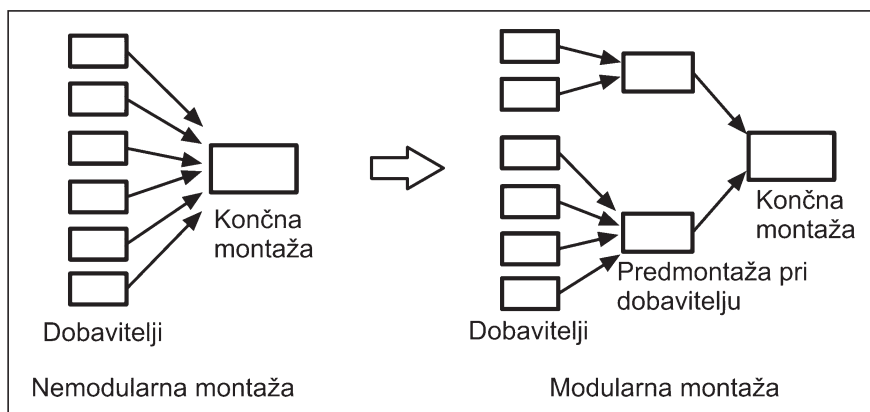 Končna
montaža
Dobavitelji
Nemodularna montaža
Končna
montaža
Predmontaža pri
dobavitelju
Dobavitelji
Modularna montaža